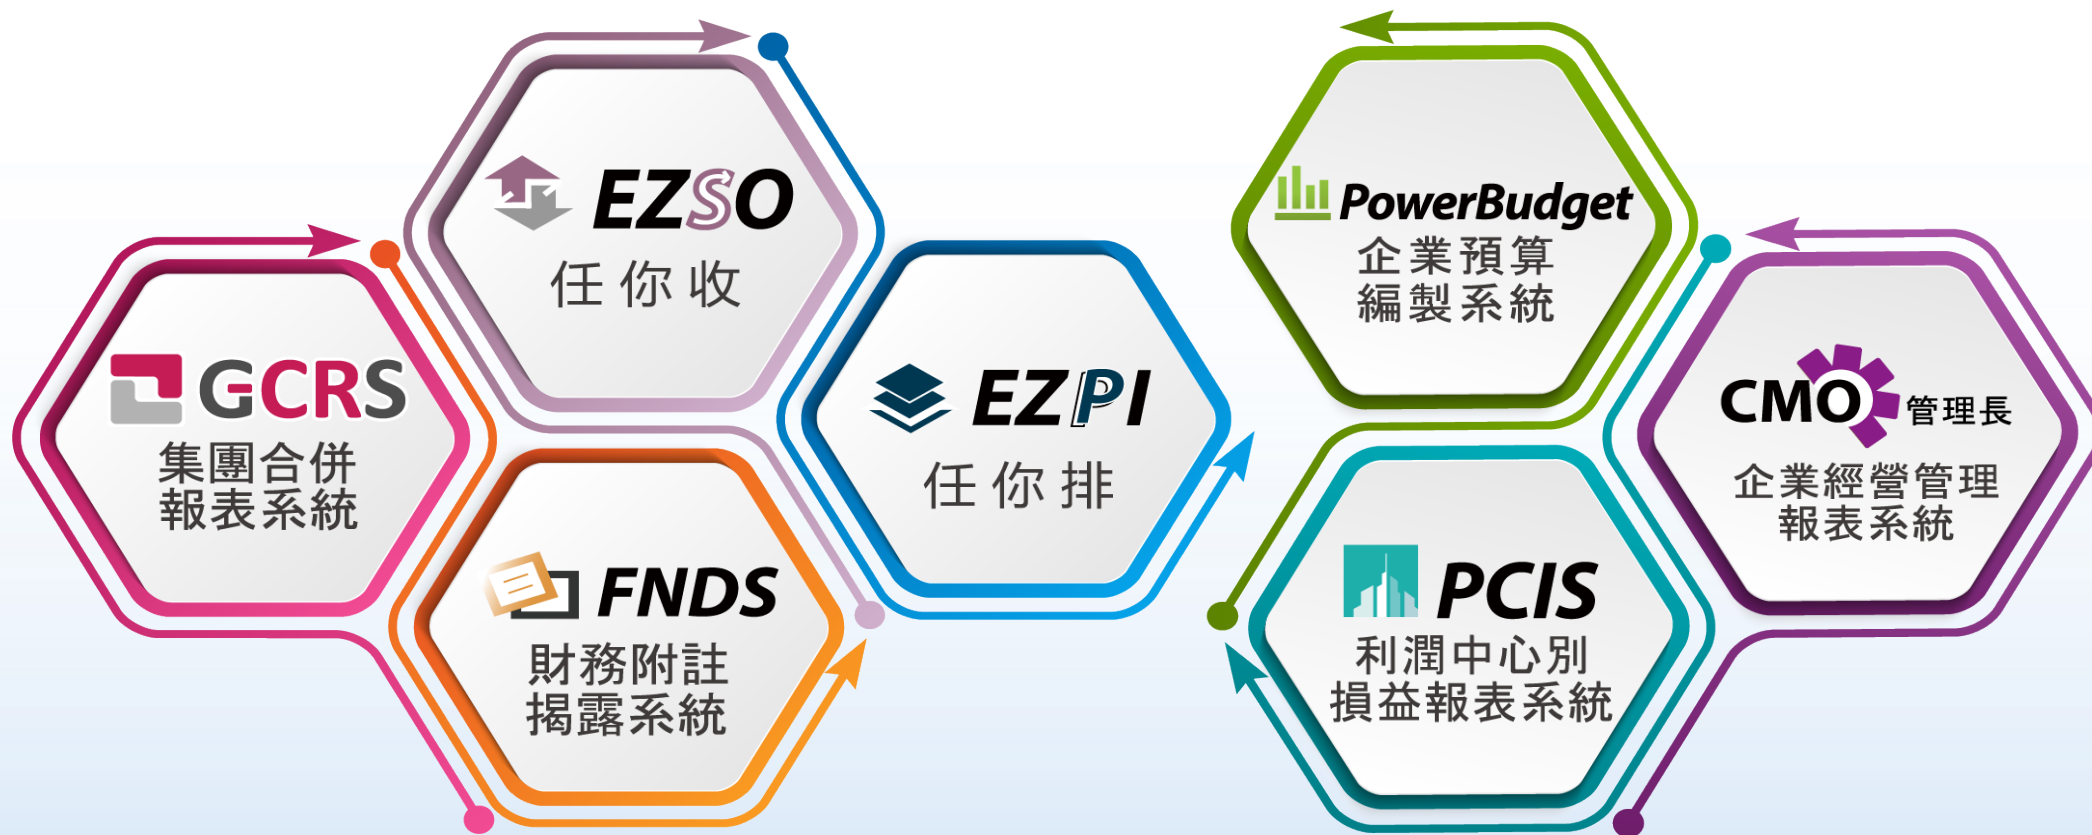 GCRS
集團合併
報表系統
EZSO
任你收
FNDS
財務附註
揭露系統
EZPI
任你排
PowerBudget
企業預算
編製系統
PCIS
利潤中心別
損益報表系統
CMO 管理長
企業經營管理
報表系統